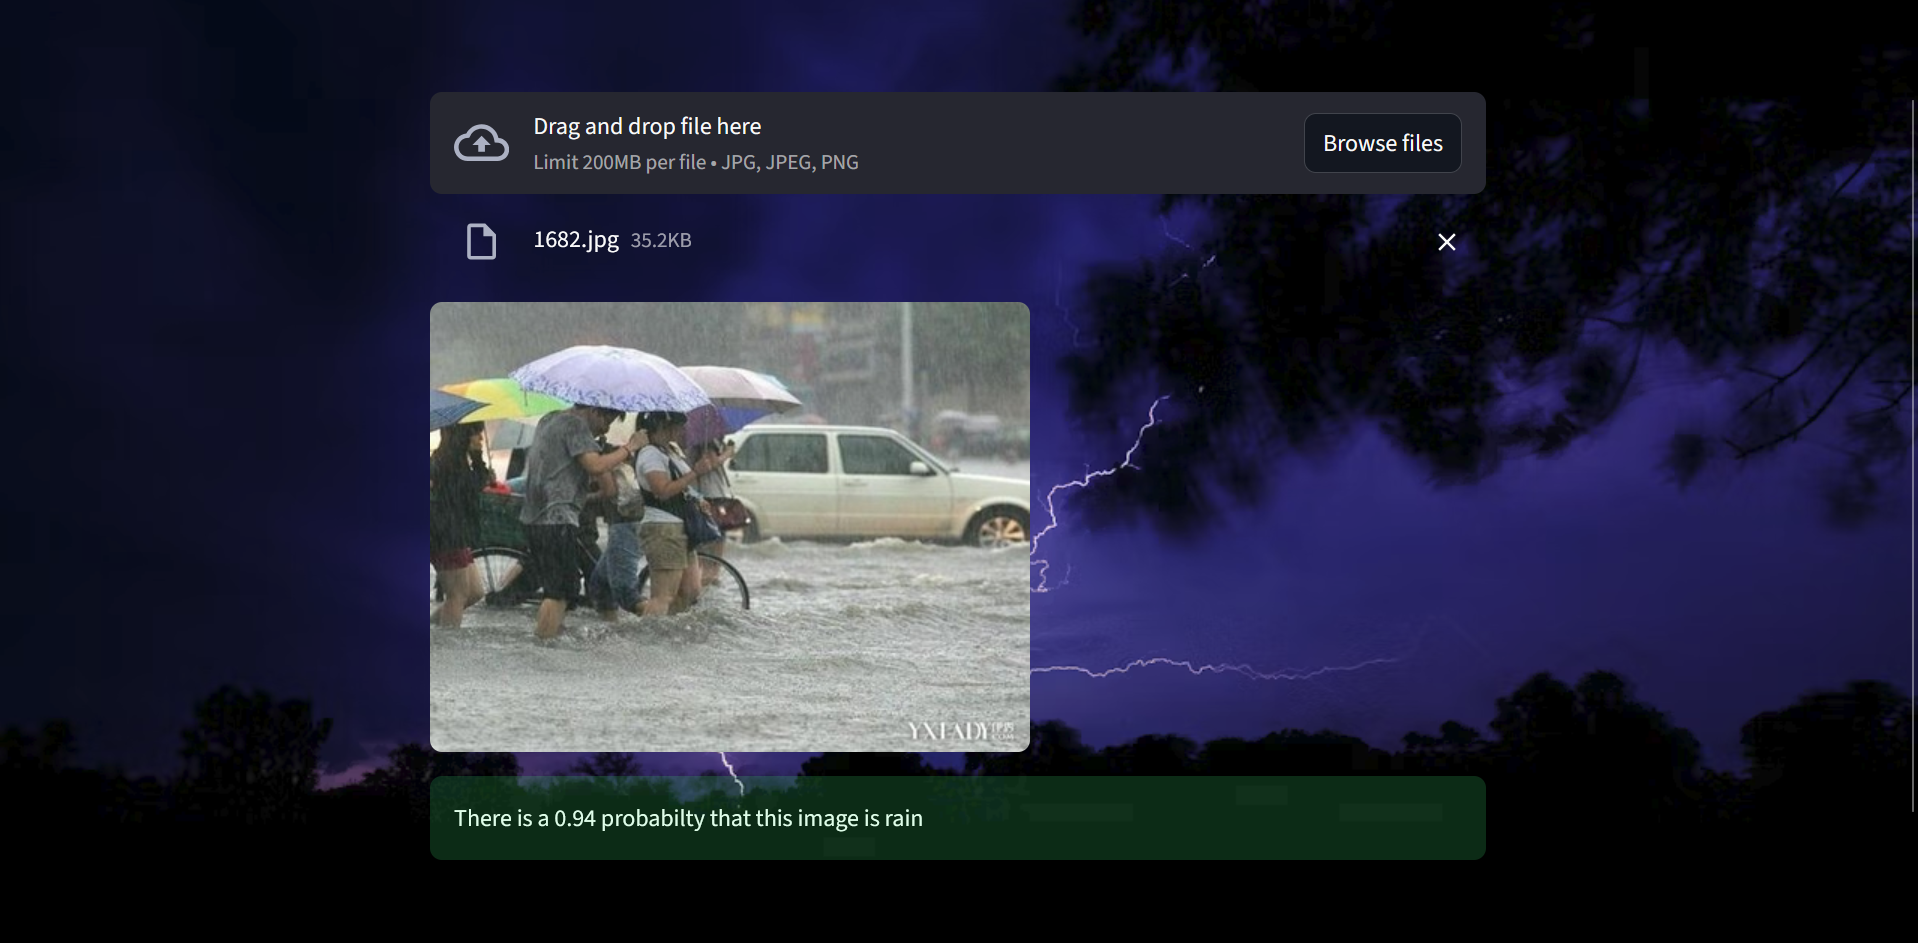 Drag and drop file here
Limit 200MB per file • JPG, JPEG, PNG
Browse files
1682.jpg 35.2KB
There is a 0.94 probabilty that this image is rain